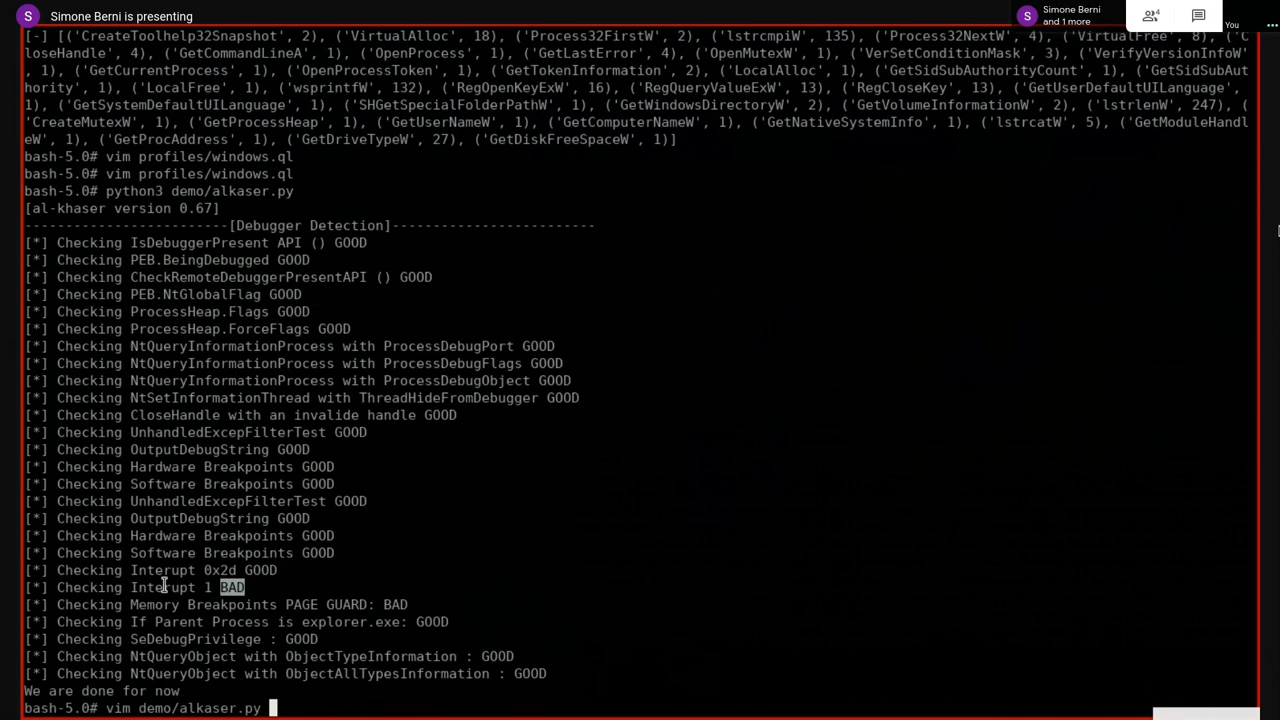 S Simone Berni is presenting
S Simone Berni
and 1 more
4
You
[-] [('CreateToolhelp32Snapshot', 2), ('VirtualAlloc', 18), ('Process32FirstW', 2), ('lstrcmpiW', 135), ('Process32NextW', 4), ('VirtualFree', 8), ('C
loseHandle', 4), ('GetCommandLineA', 1), ('OpenProcess', 1), ('GetLastError', 4), ('OpenMutexW', 1), ('VerSetConditionMask', 3), ('VerifyVersionInfoW'
, 1), ('GetCurrentProcess', 1), ('OpenProcessToken', 1), ('GetTokenInformation', 2), ('LocalAlloc', 1), ('GetSidSubAuthorityCount', 1), ('GetSidSubAut
hority', 1), ('LocalFree', 1), ('wsprintfW', 132), ('RegOpenKeyExW', 16), ('RegQueryValueExW', 13), ('RegCloseKey', 13), ('GetUserDefaultUILanguage',
1), ('GetSystemDefaultUILanguage', 1), ('SHGetSpecialFolderPathW', 1), ('GetWindowsDirectoryW', 2), ('GetVolumeInformationW', 2), ('lstrlenW', 247), (
'CreateMutexW', 1), ('GetProcessHeap', 1), ('GetUserNameW', 1), ('GetComputerNameW', 1), ('GetNativeSystemInfo', 1), ('lstrcatW', 5), ('GetModuleHandl
eW', 1), ('GetProcAddress', 1), ('GetDriveTypeW', 27), ('GetDiskFreeSpaceW', 1)]
bash-5.0# vim profiles/windows.ql
bash-5.0# vim profiles/windows.ql
bash-5.0# python3 demo/alkaser.py
[al-khaser version 0.67]
-------------------------[Debugger Detection]-------------------------
[*] Checking IsDebuggerPresent API () GOOD
[*] Checking PEB.BeingDebugged GOOD
[*] Checking CheckRemoteDebuggerPresentAPI () GOOD
[*] Checking PEB.NtGlobalFlag GOOD
[*] Checking ProcessHeap.Flags GOOD
[*] Checking ProcessHeap.ForceFlags GOOD
[*] Checking NtQueryInformationProcess with ProcessDebugPort GOOD
[*] Checking NtQueryInformationProcess with ProcessDebugFlags GOOD
[*] Checking NtQueryInformationProcess with ProcessDebugObject GOOD
[*] Checking NtSetInformationThread with ThreadHideFromDebugger GOOD
[*] Checking CloseHandle with an invalide handle GOOD
[*] Checking UnhandledExcepFilterTest GOOD
[*] Checking OutputDebugString GOOD
[*] Checking Hardware Breakpoints GOOD
[*] Checking Software Breakpoints GOOD
[*] Checking UnhandledExcepFilterTest GOOD
[*] Checking OutputDebugString GOOD
[*] Checking Hardware Breakpoints GOOD
[*] Checking Software Breakpoints GOOD
[*] Checking Interupt 0x2d GOOD
[*] Checking Interupt 1 BAD
[*] Checking Memory Breakpoints PAGE GUARD: BAD
[*] Checking If Parent Process is explorer.exe: GOOD
[*] Checking SeDebugPrivilege : GOOD
[*] Checking NtQueryObject with ObjectTypeInformation : GOOD
[*] Checking NtQueryObject with ObjectAllTypesInformation : GOOD
We are done for now
bash-5.0# vim demo/alkaser.py